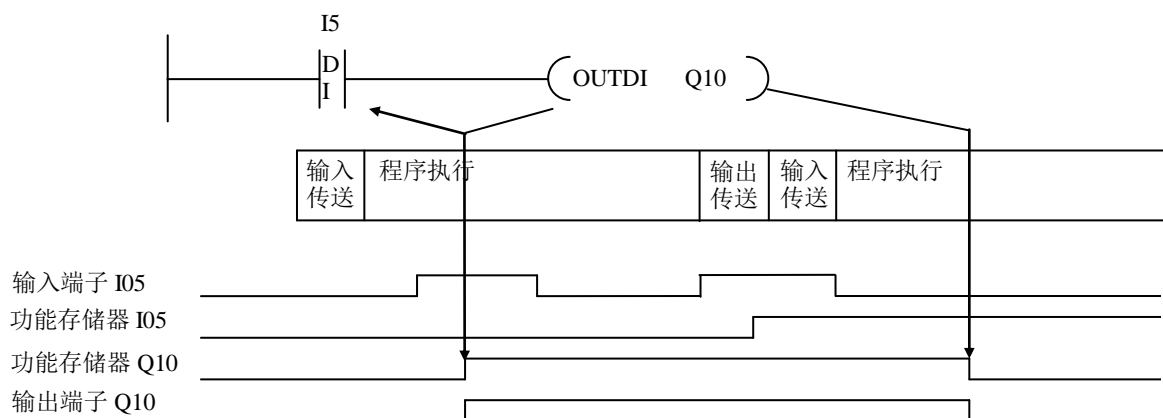 I5
D
I
OUTDI Q10
输入
传送
程序执行
输出
传送
输入
传送
程序执行
输入端子 I05
功能存储器 I05
功能存储器 Q10
输出端子 Q10